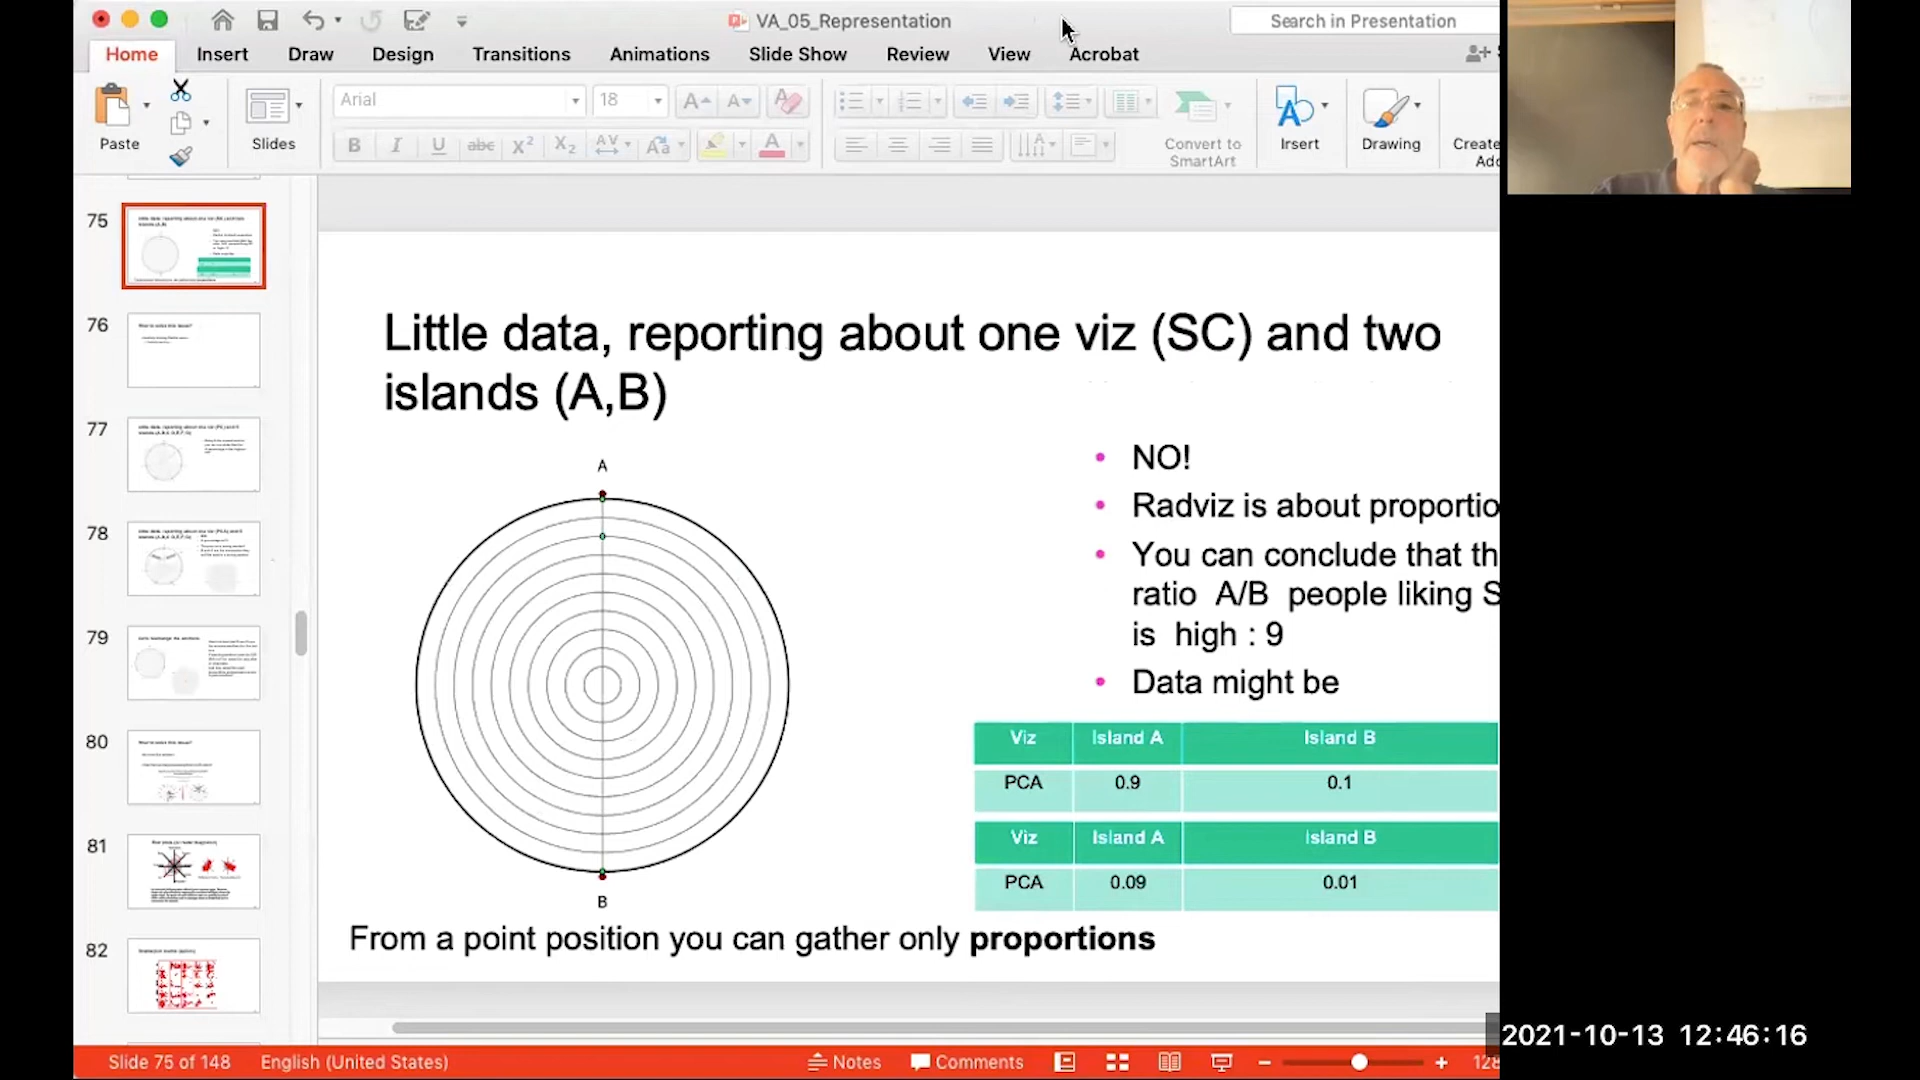 VA_05_Representation
Search in Presentation
Home Insert Draw Design Transitions Animations Slide Show Review View Acrobat
Arial 18
Paste Slides Convert to SmartArt Insert Drawing Create
75
76
77
78
79
80
81
82
Little data, reporting about one viz (SC) and two
islands (A,B)
A
B
• NO!
• Radviz is about proportio
• You can conclude that th
ratio A/B people liking S
is high : 9
• Data might be
Viz Island A Island B
PCA 0.9 0.1
Viz Island A Island B
PCA 0.09 0.01
From a point position you can gather only proportions
Slide 75 of 148 English (United States) Notes Comments
2021-10-13 12:46:16